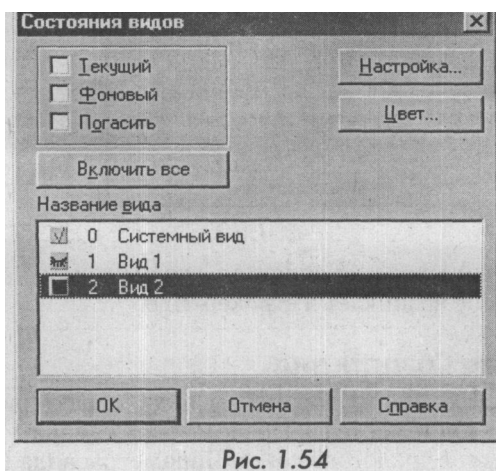 Состояния видов
Текущий
Настройка...
Фоновый
Погасить
Цвет...
Включить все
Название вида
0 Системный вид
1 Вид 1
2 Вид 2
OK
Отмена
Справка
Рис. 1.54